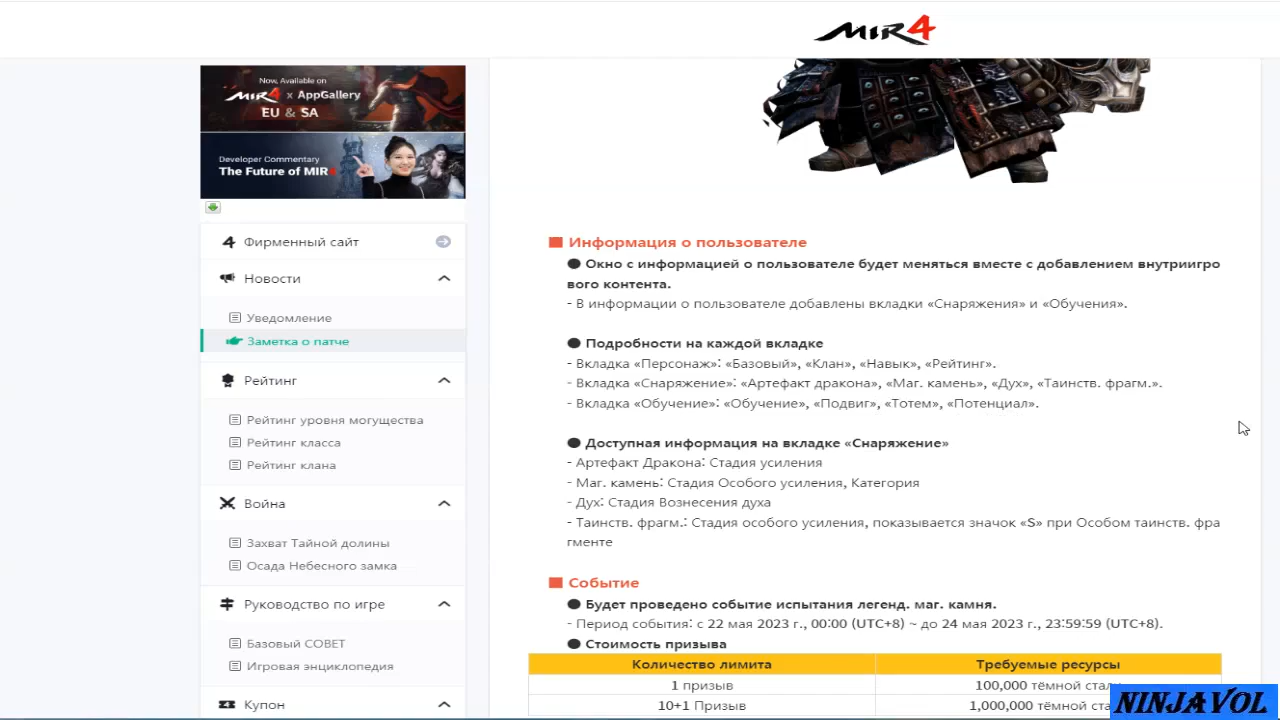 MIR4
Now, Available on
MIR4 x AppGallery
EU & SA
Developer Commentary
The Future of MIR4
Фирменный сайт
Новости
Уведомление
Заметка о патче
Рейтинг
Рейтинг уровня могущества
Рейтинг класса
Рейтинг клана
Война
Захват Тайной долины
Осада Небесного замка
Руководство по игре
Базовый СОВЕТ
Игровая энциклопедия
Купон
Информация о пользователе
● Окно с информацией о пользователе будет меняться вместе с добавлением внутриигро
вого контента.
- В информации о пользователе добавлены вкладки «Снаряжения» и «Обучения».
● Подробности на каждой вкладке
- Вкладка «Персонаж»: «Базовый», «Клан», «Навык», «Рейтинг».
- Вкладка «Снаряжение»: «Артефакт дракона», «Маг. камень», «Дух», «Таинств. фрагм.».
- Вкладка «Обучение»: «Обучение», «Подвиг», «Тотем», «Потенциал».
● Доступная информация на вкладке «Снаряжение»
- Артефакт Дракона: Стадия усиления
- Маг. камень: Стадия Особого усиления, Категория
- Дух: Стадия Вознесения духа
- Таинств. фрагм.: Стадия особого усиления, показывается значок «S» при Особом таинств. фра
гменте
Событие
● Будет проведено событие испытания легенд. маг. камня.
- Период события: с 22 мая 2023 г., 00:00 (UTC+8) ~ до 24 мая 2023 г., 23:59:59 (UTC+8).
● Стоимость призыва
Количество лимита Требуемые ресурсы
1 призыв 100,000 тёмной
10+1 Призыв 1,000,000 тёмной
NINJAVOL